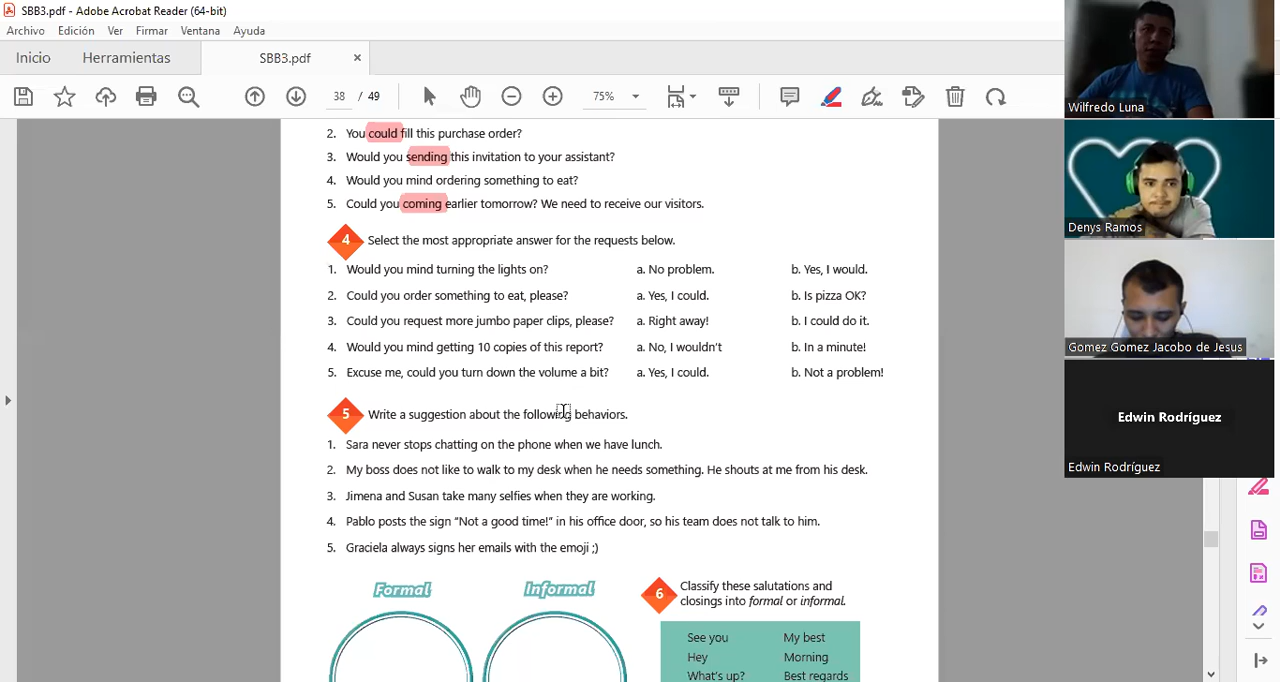 SBB3.pdf - Adobe Acrobat Reader (64-bit)
Archivo Edición Ver Firmar Ventana Ayuda
Inicio Herramientas SBB3.pdf ×
38 / 49 75%
2. You could fill this purchase order?
3. Would you sending this invitation to your assistant?
4. Would you mind ordering something to eat?
5. Could you coming earlier tomorrow? We need to receive our visitors.
4 Select the most appropriate answer for the requests below.
1. Would you mind turning the lights on? a. No problem. b. Yes, I would.
2. Could you order something to eat, please? a. Yes, I could. b. Is pizza OK?
3. Could you request more jumbo paper clips, please? a. Right away! b. I could do it.
4. Would you mind getting 10 copies of this report? a. No, I wouldn't b. In a minute!
5. Excuse me, could you turn down the volume a bit? a. Yes, I could. b. Not a problem!
5 Write a suggestion about the following behaviors.
1. Sara never stops chatting on the phone when we have lunch.
2. My boss does not like to walk to my desk when he needs something. He shouts at me from his desk.
3. Jimena and Susan take many selfies when they are working.
4. Pablo posts the sign “Not a good time!” in his office door, so his team does not talk to him.
5. Graciela always signs her emails with the emoji ;)
Formal Informal
6 Classify these salutations and
closings into formal or informal.
See you My best
Hey Morning
What's up? Best regards
Wilfredo Luna
Denys Ramos
Gomez Gomez Jacobo de Jesus
Edwin Rodríguez
Edwin Rodríguez